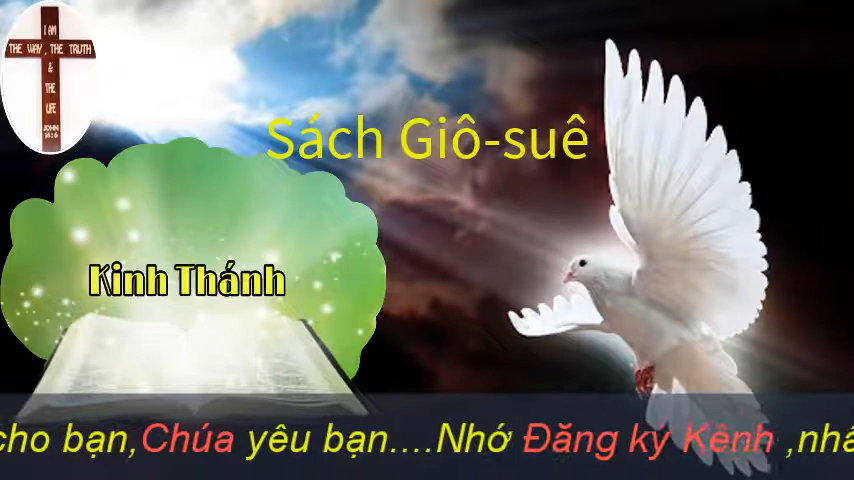 I AM
THE WAY, THE TRUTH
&
THE
LIFE
JOHN
14:6
Sách Giô-suê
Kinh Thánh
cho bạn,Chúa yêu bạn....Nhớ Đăng ký Kênh ,nhấ